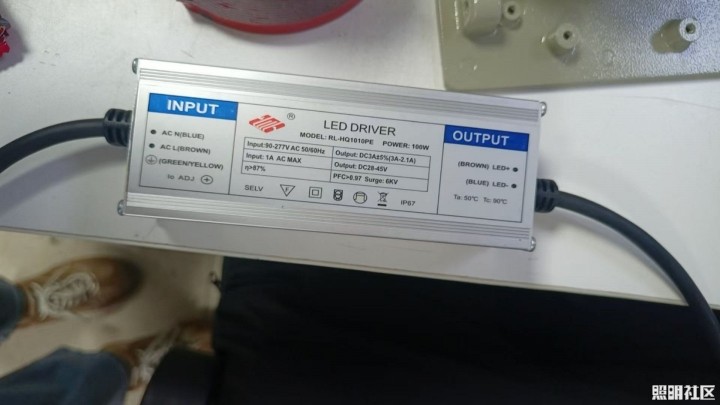 INPUT
AC N(BLUE)
AC L(BROWN)
(GREEN/YELLOW)
ADJ
®
LED DRIVER
MODEL: RL-HQ1010PE POWER: 100W
Input:90-277V AC 50/60Hz
Output: DC3A±5%(3A-2.1A)
Input: 1A AC MAX
Output: DC28-45V
η>87%
PFC>0.97 Surge: 6KV
SELV
F
IP67
OUTPUT
(BROWN) LED+
(BLUE) LED-
Ta: 50℃ Tc: 90℃
照明社区